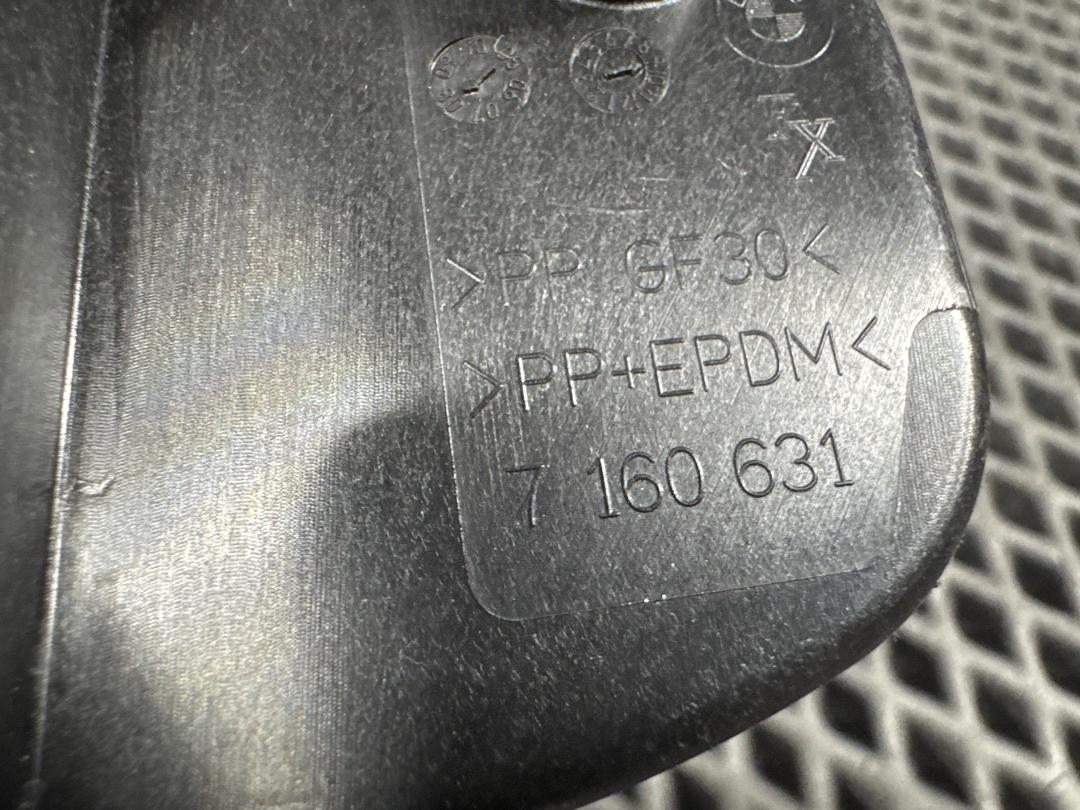 X
>PP GF30<
>PP+EPDM<
7 160 631